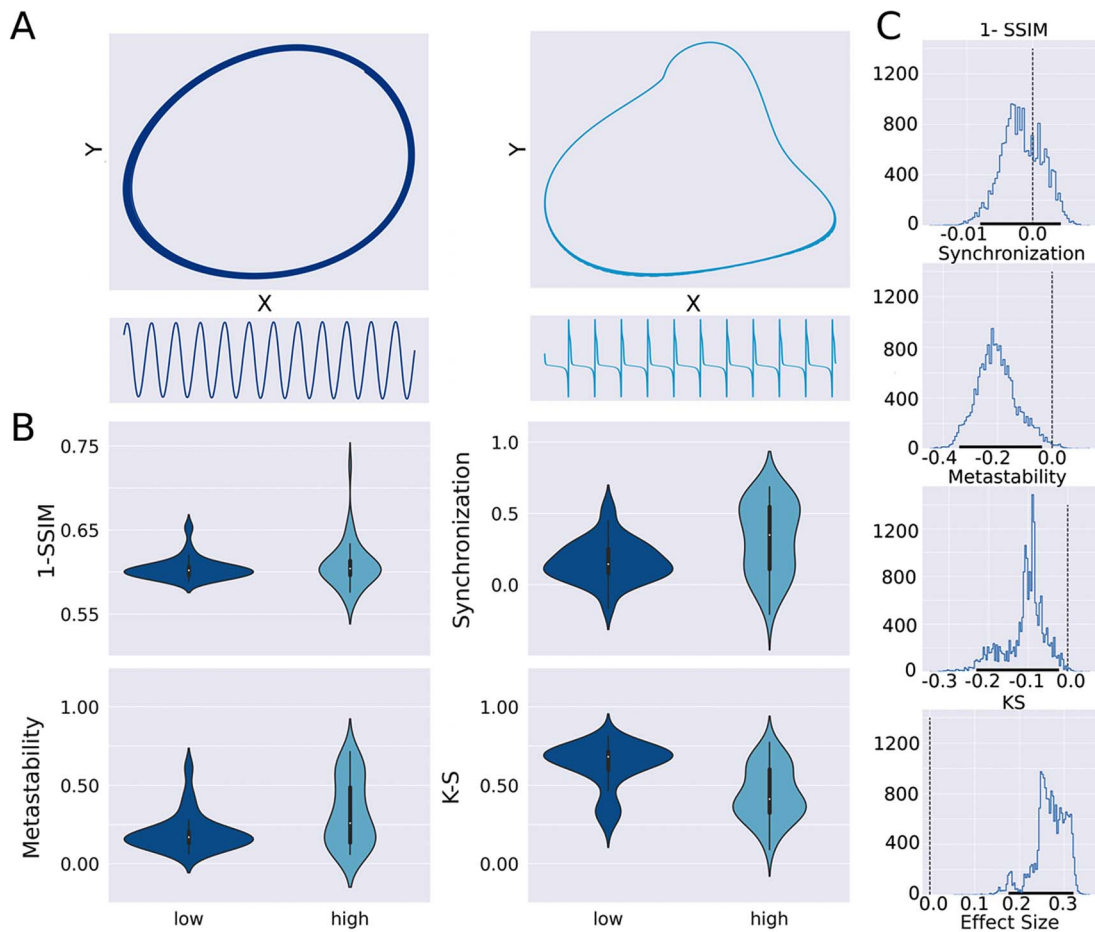 A
Y
X
Y
X
B
1-SSIM
0.75
0.65
0.55
Synchronization
1.0
0.5
0.0
Metastability
1.00
0.50
0.00
low
high
K-S
1.00
0.50
0.00
low
high
C
1- SSIM
1200
800
400
0
-0.01
0.0
Synchronization
1200
800
400
0
-0.4
-0.2
0.0
Metastability
1200
800
400
0
-0.3
-0.2
-0.1
0.0
KS
1200
800
400
0
0.0
0.1
0.2
0.3
Effect Size